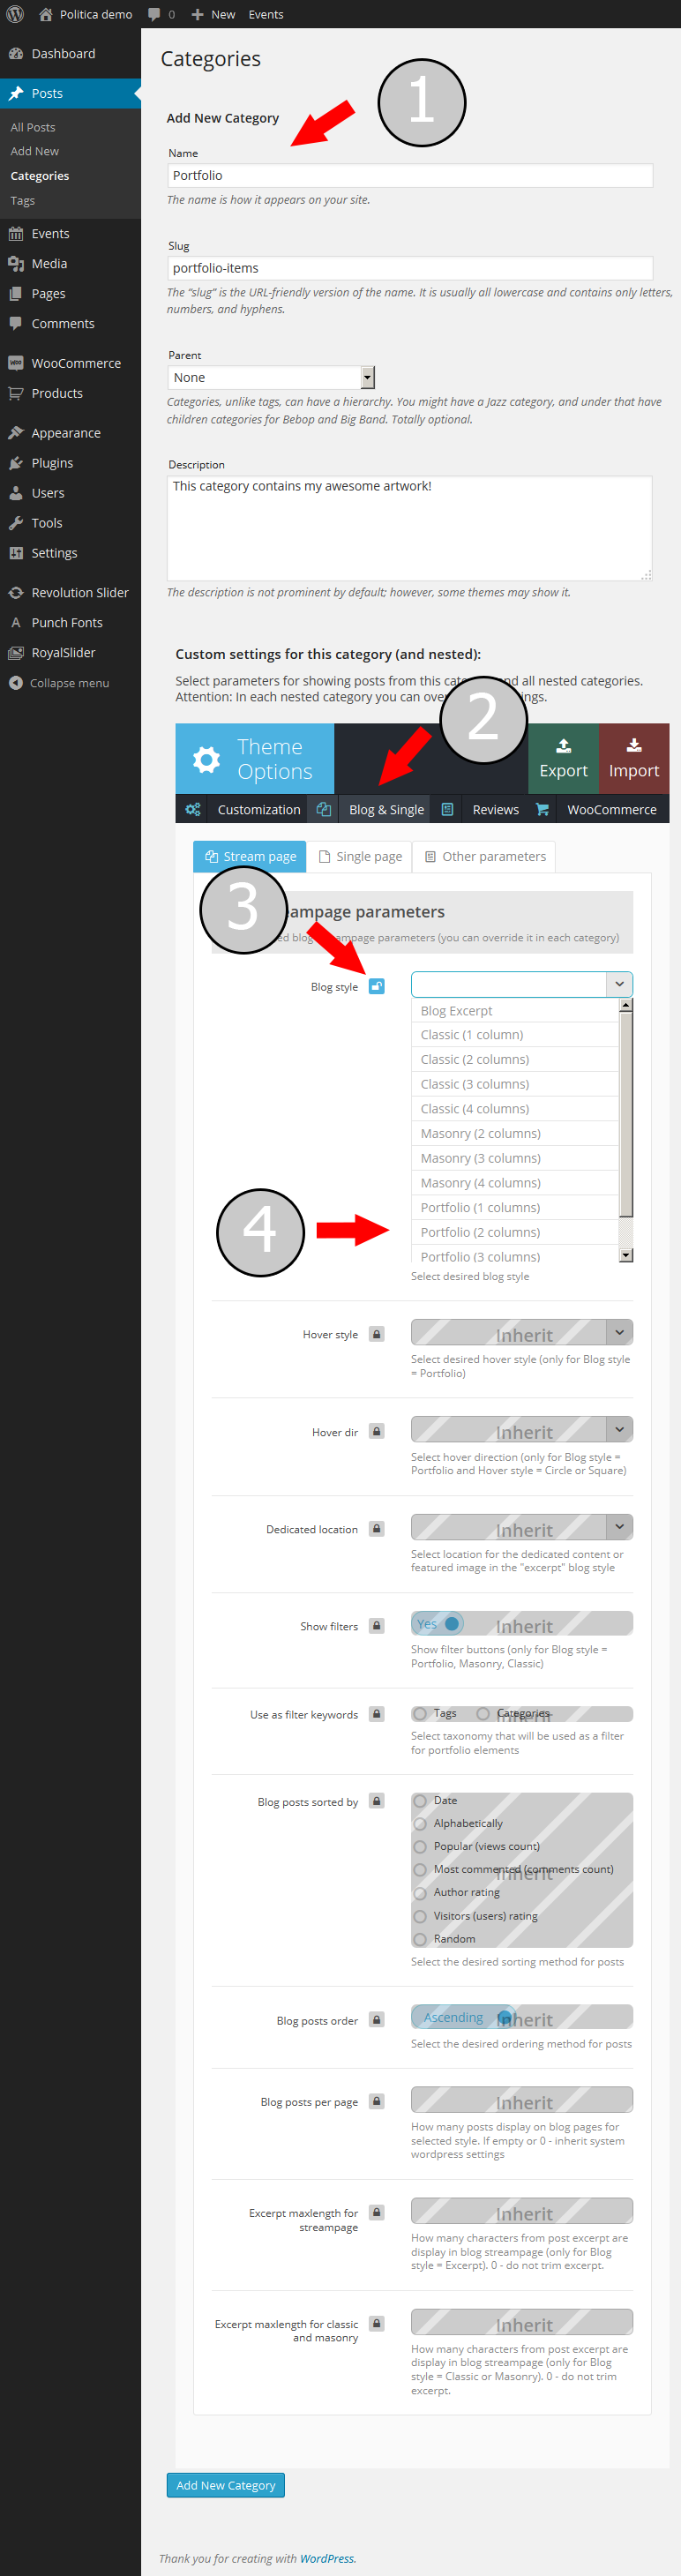 Politica demo
0
New
Events
Dashboard
Posts
All Posts
Add New
Categories
Tags
Events
Media
Pages
Comments
WooCommerce
Products
Appearance
Plugins
Users
Tools
Settings
Revolution Slider
Punch Fonts
RoyalSlider
Collapse menu
Categories
1
Add New Category
Name
Portfolio
The name is how it appears on your site.
Slug
portfolio-items
The “slug” is the URL-friendly version of the name. It is usually all lowercase and contains only letters,
numbers, and hyphens.
Parent
None
Categories, unlike tags, can have a hierarchy. You might have a Jazz category, and under that have
children categories for Bebop and Big Band. Totally optional.
Description
This category contains my awesome artwork!
The description is not prominent by default; however, some themes may show it.
Custom settings for this category (and nested):
Select parameters for showing posts from this cate and all nested categories.
Attention: In each nested category you can over ngs.
2
Theme
Options
Export
Import
Customization
Blog & Single
Reviews
WooCommerce
Stream page
Single page
Other parameters
3
eampage parameters
ed blog ampage parameters (you can override it in each category)
Blog style
Blog Excerpt
Classic (1 column)
Classic (2 columns)
Classic (3 columns)
Classic (4 columns)
Masonry (2 columns)
Masonry (3 columns)
Masonry (4 columns)
Portfolio (1 columns)
Portfolio (2 columns)
Portfolio (3 columns)
4
Select desired blog style
Hover style
Inherit
Select desired hover style (only for Blog style
= Portfolio)
Hover dir
Inherit
Select hover direction (only for Blog style =
Portfolio and Hover style = Circle or Square)
Dedicated location
Inherit
Select location for the dedicated content or
featured image in the "excerpt" blog style
Show filters
Yes
Inherit
Show filter buttons (only for Blog style =
Portfolio, Masonry, Classic)
Use as filter keywords
Tags
Categories
Inherit
Select taxonomy that will be used as a filter
for portfolio elements
Blog posts sorted by
Date
Alphabetically
Popular (views count)
Most commented (comments count)
Inherit
Author rating
Visitors (users) rating
Random
Select the desired sorting method for posts
Blog posts order
Ascending
Inherit
Select the desired ordering method for posts
Blog posts per page
Inherit
How many posts display on blog pages for
selected style. If empty or 0 - inherit system
wordpress settings
Excerpt maxlength for
streampage
Inherit
How many characters from post excerpt are
display in blog streampage (only for Blog
style = Excerpt). 0 - do not trim excerpt.
Excerpt maxlength for classic
and masonry
Inherit
How many characters from post excerpt are
display in blog streampage (only for Blog
style = Classic or Masonry). 0 - do not trim
excerpt.
Add New Category
Thank you for creating with WordPress.